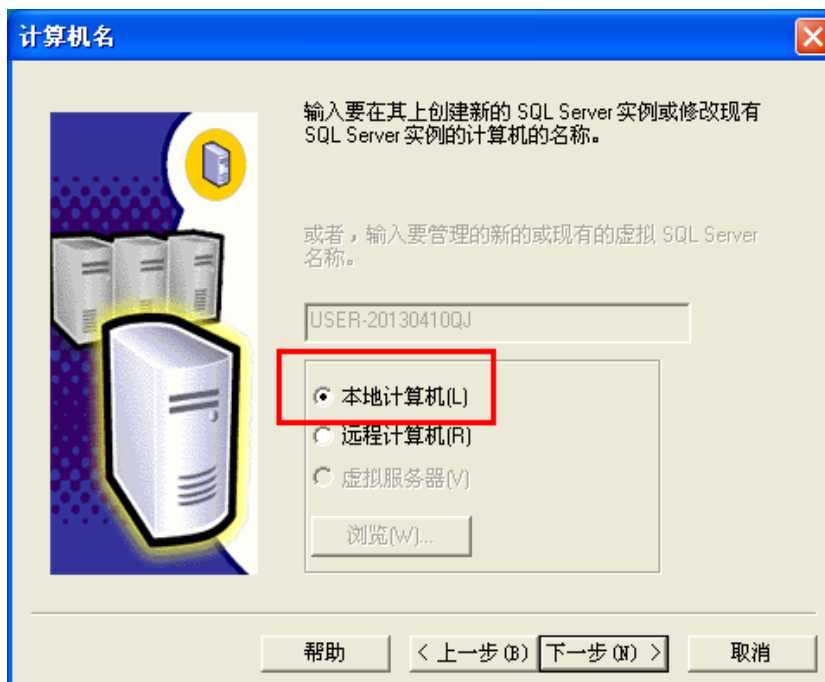 计算机名
输入要在其上创建新的 SQL Server 实例或修改现有
SQL Server 实例的计算机的名称。
或者，输入要管理的新的或现有的虚拟 SQL Server
名称。
USER-20130410QJ
本地计算机(L)
远程计算机(R)
虚拟服务器(V)
浏览(W)...
帮助
< 上一步(B)
下一步(N) >
取消